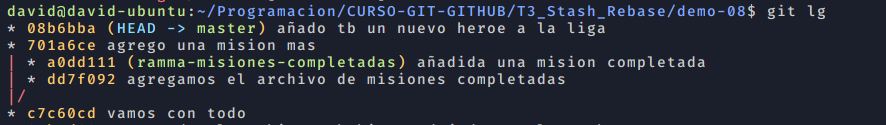 david@david-ubuntu:~/Programacion/CURSO-GIT-GITHUB/T3_Stash_Rebase/demo-08$ git lg
* 08b6bba (HEAD -> master) añado tb un nuevo heroe a la liga
* 701a6ce agrego una mision mas
| * a0dd111 (ramma-misiones-completadas) añadida una mision completada
| * dd7f092 agregamos el archivo de misiones completadas
|/
* c7c60cd vamos con todo